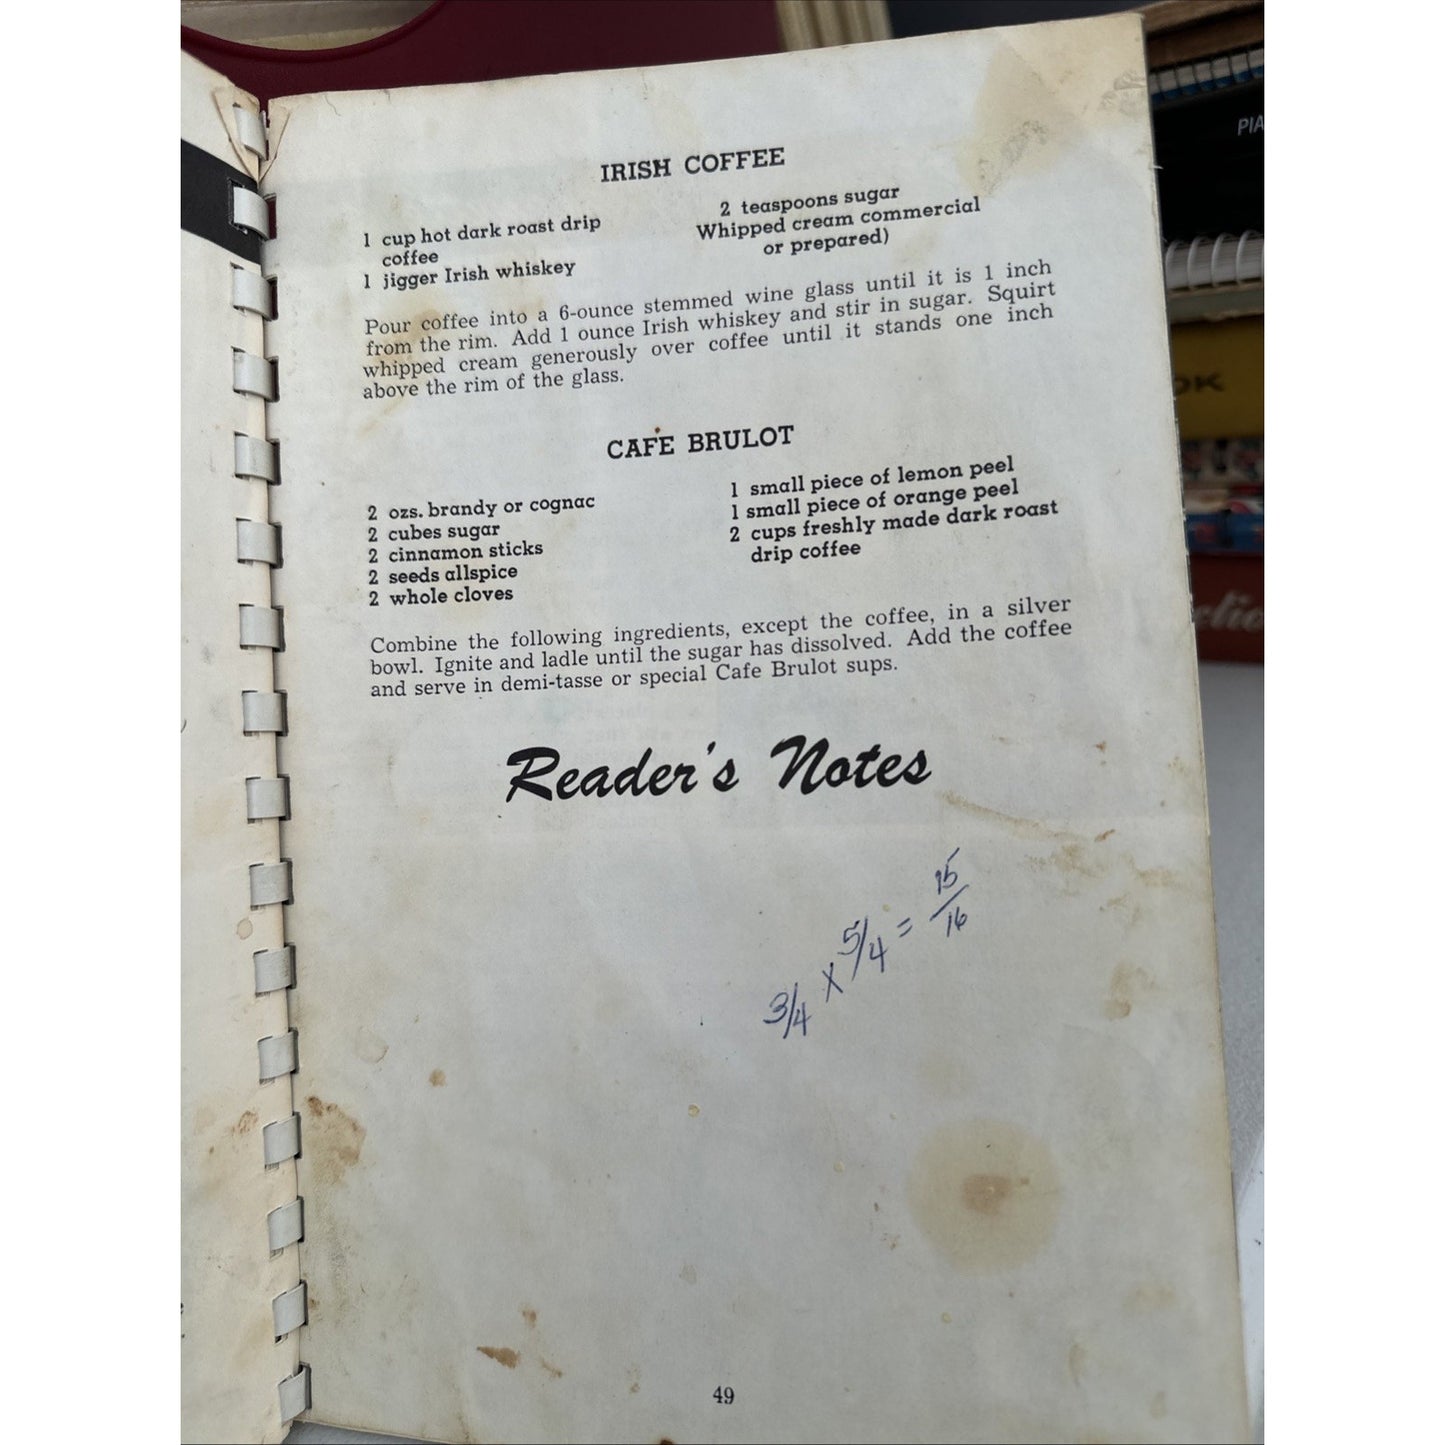 IRISH COFFEE
1 cup hot dark roast drip
coffee
1 jigger Irish whiskey
2 teaspoons sugar
Whipped cream commercial
or prepared)
Pour coffee into a 6-ounce stemmed wine glass until it is 1 inch
from the rim. Add 1 ounce Irish whiskey and stir in sugar. Squirt
whipped cream generously over coffee until it stands one inch
above the rim of the glass.
CAFE BRULOT
2 ozs. brandy or cognac
2 cubes sugar
2 cinnamon sticks
2 seeds allspice
2 whole cloves
1 small piece of lemon peel
1 small piece of orange peel
2 cups freshly made dark roast
drip coffee
Combine the following ingredients, except the coffee, in a silver
bowl. Ignite and ladle until the sugar has dissolved. Add the coffee
and serve in demi-tasse or special Cafe Brulot sups.
Reader's Notes
3/4 x 5/4 = 15/16
49
PIA
OK